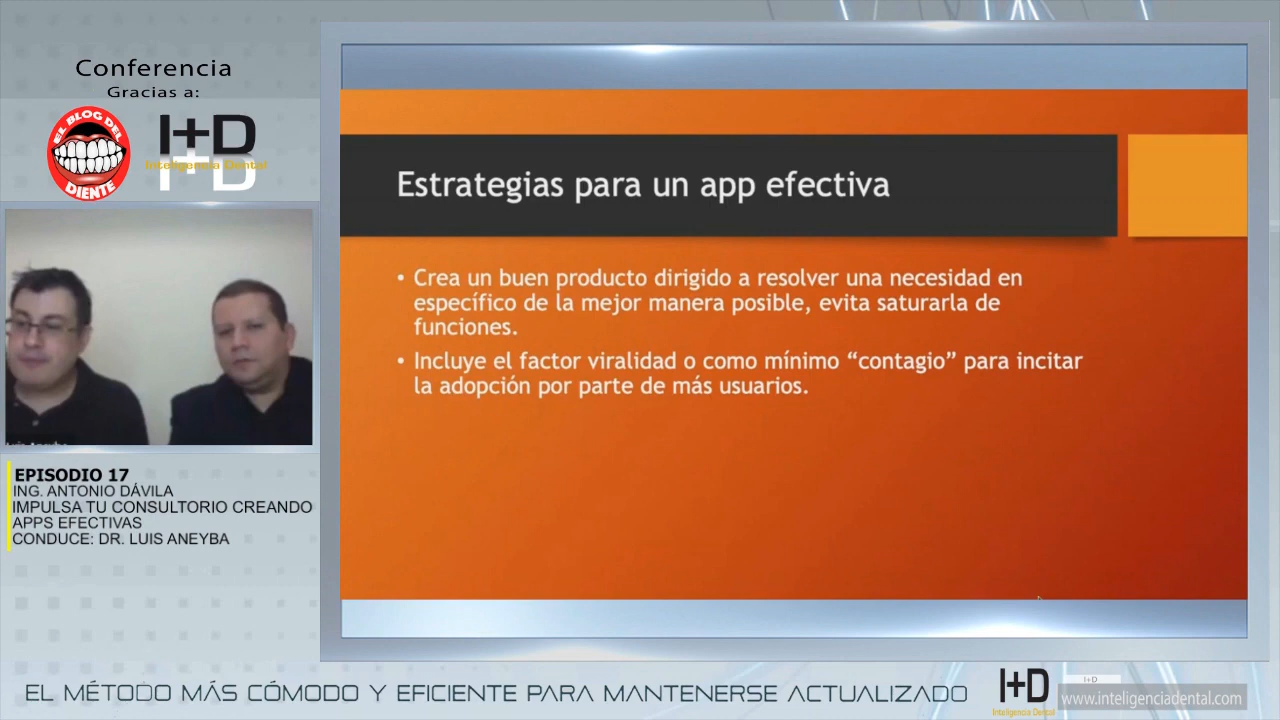 Conferencia
Gracias a:
EL BLOG DEL
DIENTE
I+D
Inteligencia Dental
I+D
Estrategias para un app efectiva
• Crea un buen producto dirigido a resolver una necesidad en
específico de la mejor manera posible, evita saturarla de
funciones.
• Incluye el factor viralidad o como mínimo “contagio” para incitar
la adopción por parte de más usuarios.
EPISODIO 17
ING. ANTONIO DÁVILA
IMPULSA TU CONSULTORIO CREANDO
APPS EFECTIVAS
CONDUCE: DR. LUIS ANEYBA
EL MÉTODO MÁS CÓMODO Y EFICIENTE PARA MANTENERSE ACTUALIZADO
I+D
Inteligencia Dental
I+D
www.inteligenciadental.com